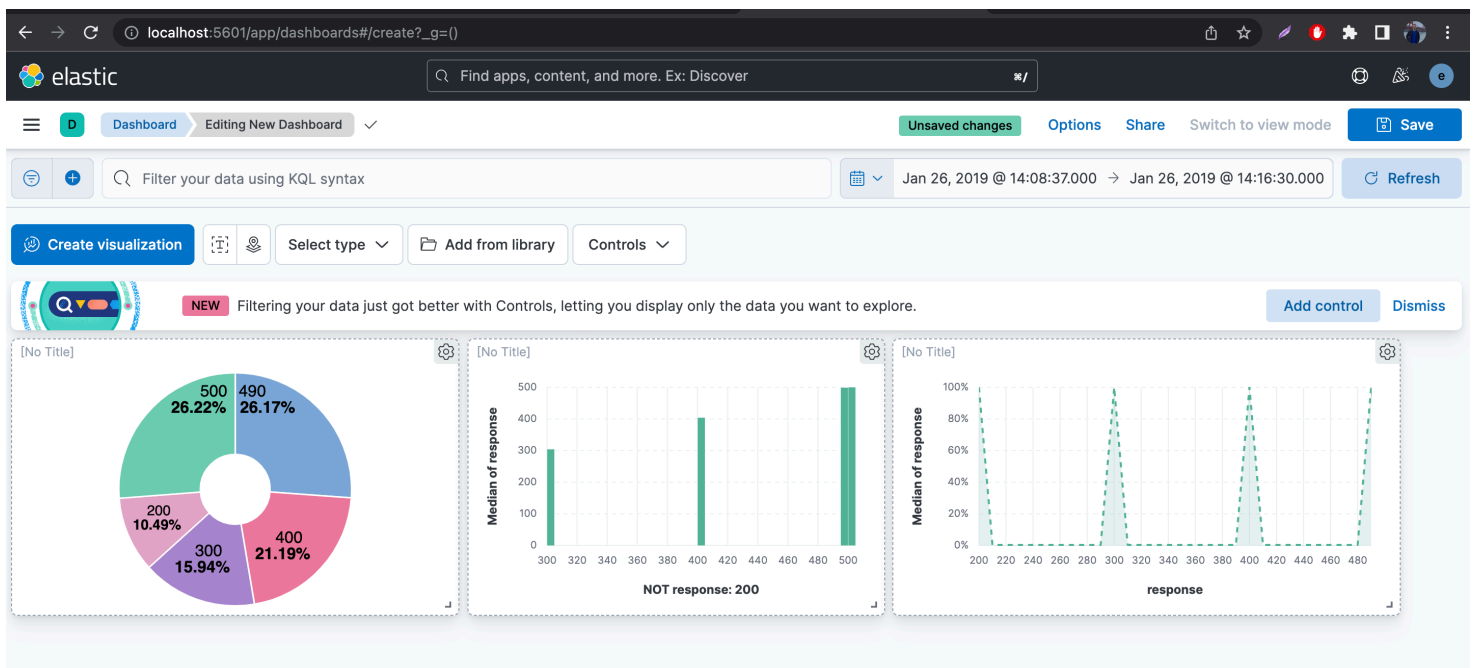 localhost:5601/app/dashboards#/create?_g=()
elastic
Find apps, content, and more. Ex: Discover
⌘/
e
D
Dashboard
Editing New Dashboard
Unsaved changes
Options
Share
Switch to view mode
Save
Filter your data using KQL syntax
Jan 26, 2019 @ 14:08:37.000 → Jan 26, 2019 @ 14:16:30.000
Refresh
Create visualization
T
Select type
Add from library
Controls
NEW
Filtering your data just got better with Controls, letting you display only the data you want to explore.
Add control
Dismiss
[No Title]
500
26.22%
490
26.17%
200
10.49%
300
15.94%
400
21.19%
[No Title]
Median of response
500
400
300
200
100
0
300 320 340 360 380 400 420 440 460 480 500
NOT response: 200
[No Title]
Median of response
100%
80%
60%
40%
20%
0%
200 220 240 260 280 300 320 340 360 380 400 420 440 460 480
response